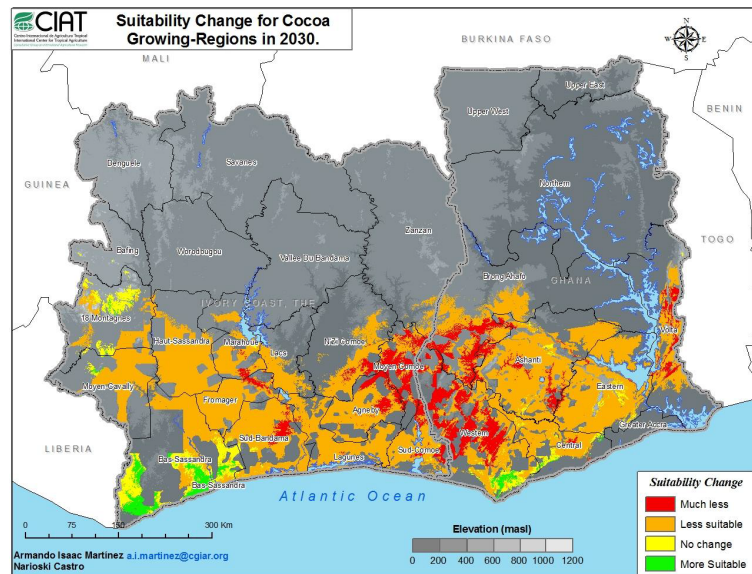 CIAT
Centro Internacional de Agricultura Tropical
International Center for Tropical Agriculture
Suitability Change for Cocoa
Growing-Regions in 2030.
MALI
BURKINA FASO
N
W E
S
BENIN
GUINEA
TOGO
LIBERIA
GHANA
IVORY COAST, THE
Upper East
Upper West
Denguele
Savanes
Northern
Zanzan
Bafing
Worodougou
Vallee Du Bandama
Brong Ahafo
18 Montagnes
Haut-Sassandra
Marahoue
Lacs
N'zi-Comoe
Moyen-Comoe
Ashanti
Volta
Moyen-Cavally
Fromager
Agneby
Eastern
Western
Greater Accra
Sud-Bandama
Central
Bas-Sassandra
Bas-Sassandra
Lagunes
Sud-Comoe
Atlantic Ocean
0 75 150 300 Km
Armando Isaac Martinez a.i.martinez@cgiar.org
Narioski Castro
Elevation (masl)
0 200 400 600 800 1000 1200
Suitability Change
Much less
Less suitable
No change
More Suitable